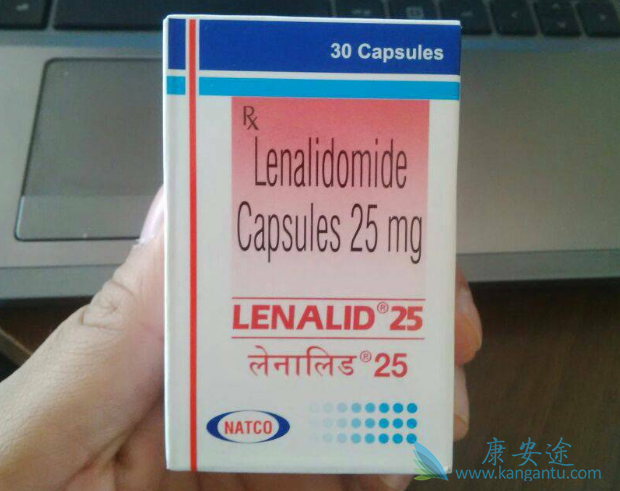 30 Capsules
Rx
Lenalidomide
Capsules 25 mg
LENALID® 25
लेनालिड® 25
NATCO
康安途
www.kangantu.com